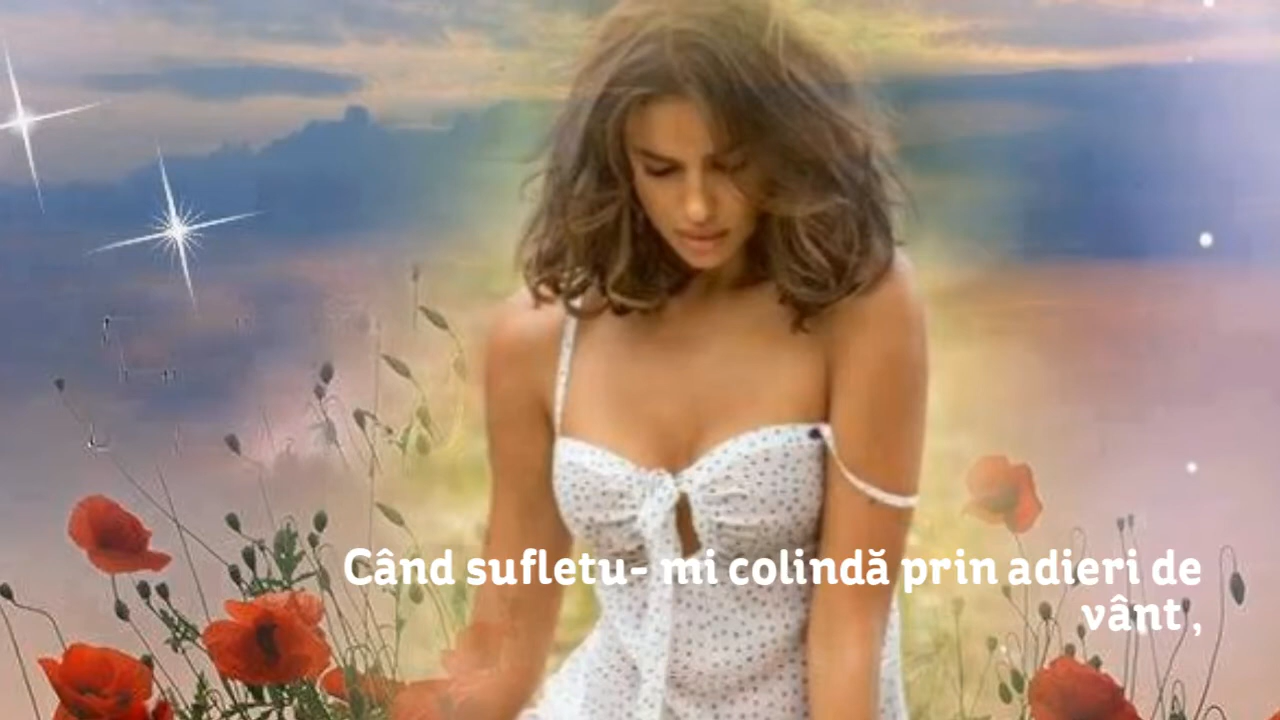 Când sufletu- mi colindă prin adieri de
vânt ,